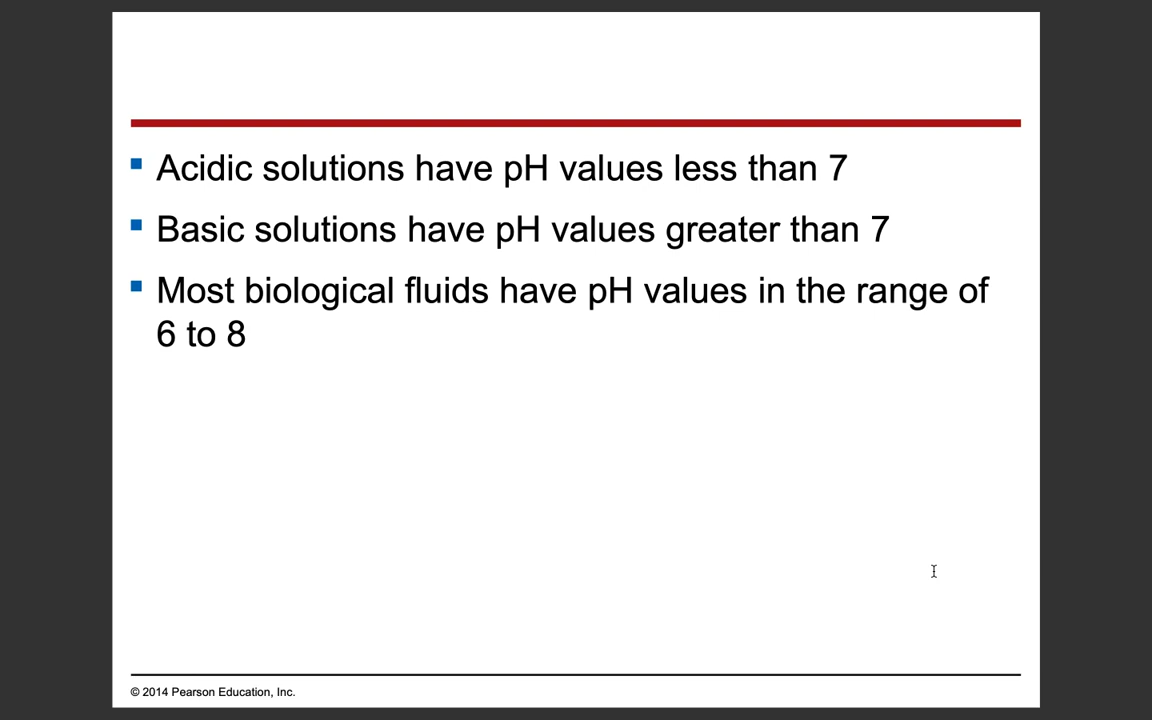 ▪ Acidic solutions have pH values less than 7
▪ Basic solutions have pH values greater than 7
▪ Most biological fluids have pH values in the range of
6 to 8
© 2014 Pearson Education, Inc.